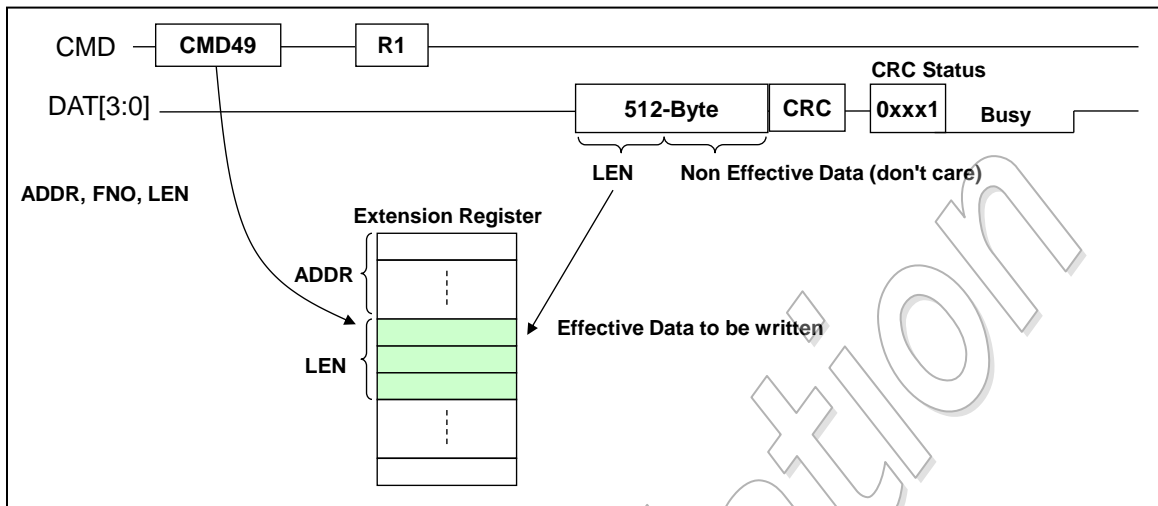 CMD CMD49 R1
CRC Status
DAT[3:0] 512-Byte CRC 0xxx1 Busy
LEN Non Effective Data (don't care)
ADDR, FNO, LEN
Extension Register
ADDR
Effective Data to be written
LEN